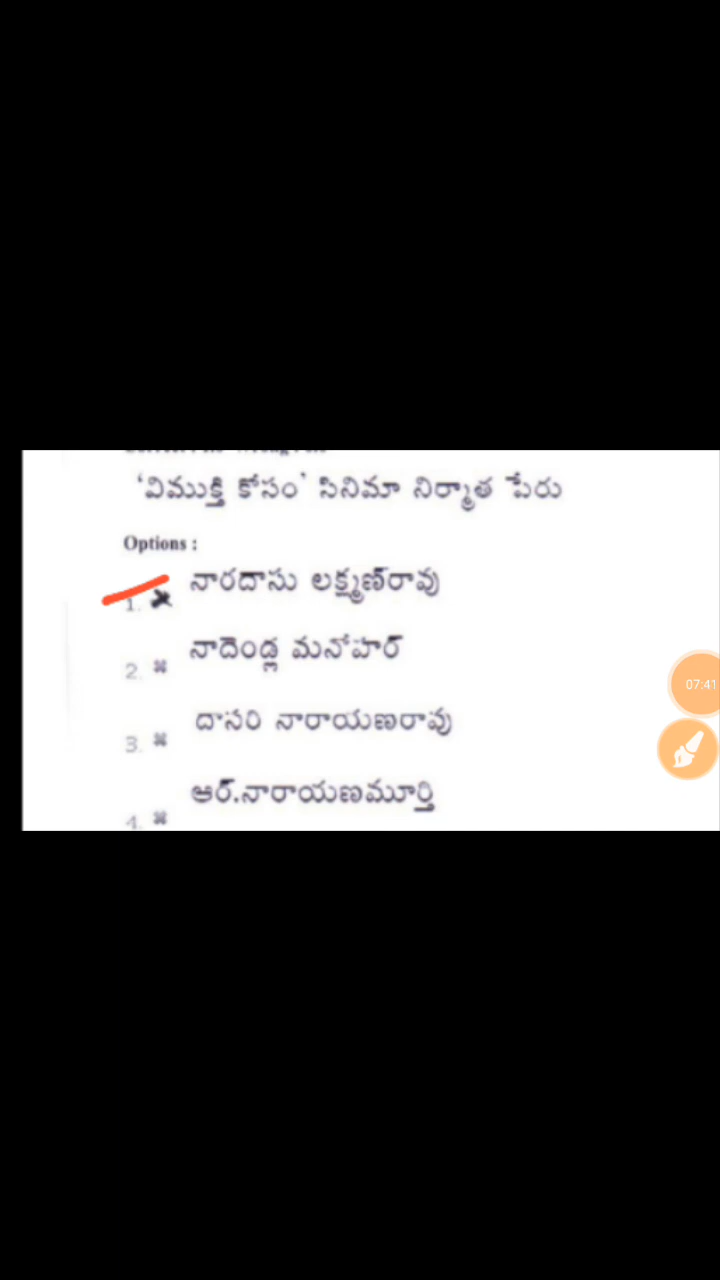 'విముక్తి కోసం' సినిమా నిర్మాత పేరు
Options :
1. నారదాసు లక్ష్మణ్‌రావు
2. నాదెండ్ల మనోహర్
3. దాసరి నారాయణరావు
4. ఆర్.నారాయణమూర్తి
07:41